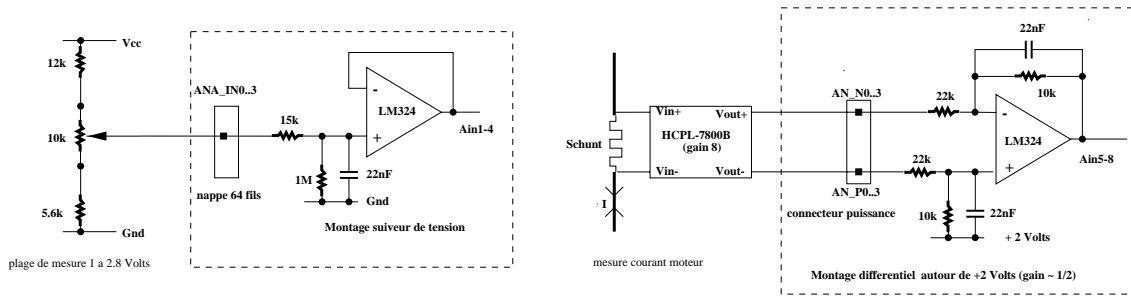 Vcc
12k
10k
5.6k
Gnd
plage de mesure 1 a 2.8 Volts
ANA_IN0..3
nappe 64 fils
15k
1M
22nF
Gnd
-
+
LM324
Ain1-4
Montage suiveur de tension
Schunt
I
Vin+
Vout+
HCPL-7800B
(gain 8)
Vin-
Vout-
mesure courant moteur
AN_N0..3
AN_P0..3
connecteur puissance
22nF
22k
10k
-
+
LM324
Ain5-8
22k
10k
22nF
+ 2 Volts
Montage differentiel autour de +2 Volts (gain ~ 1/2)